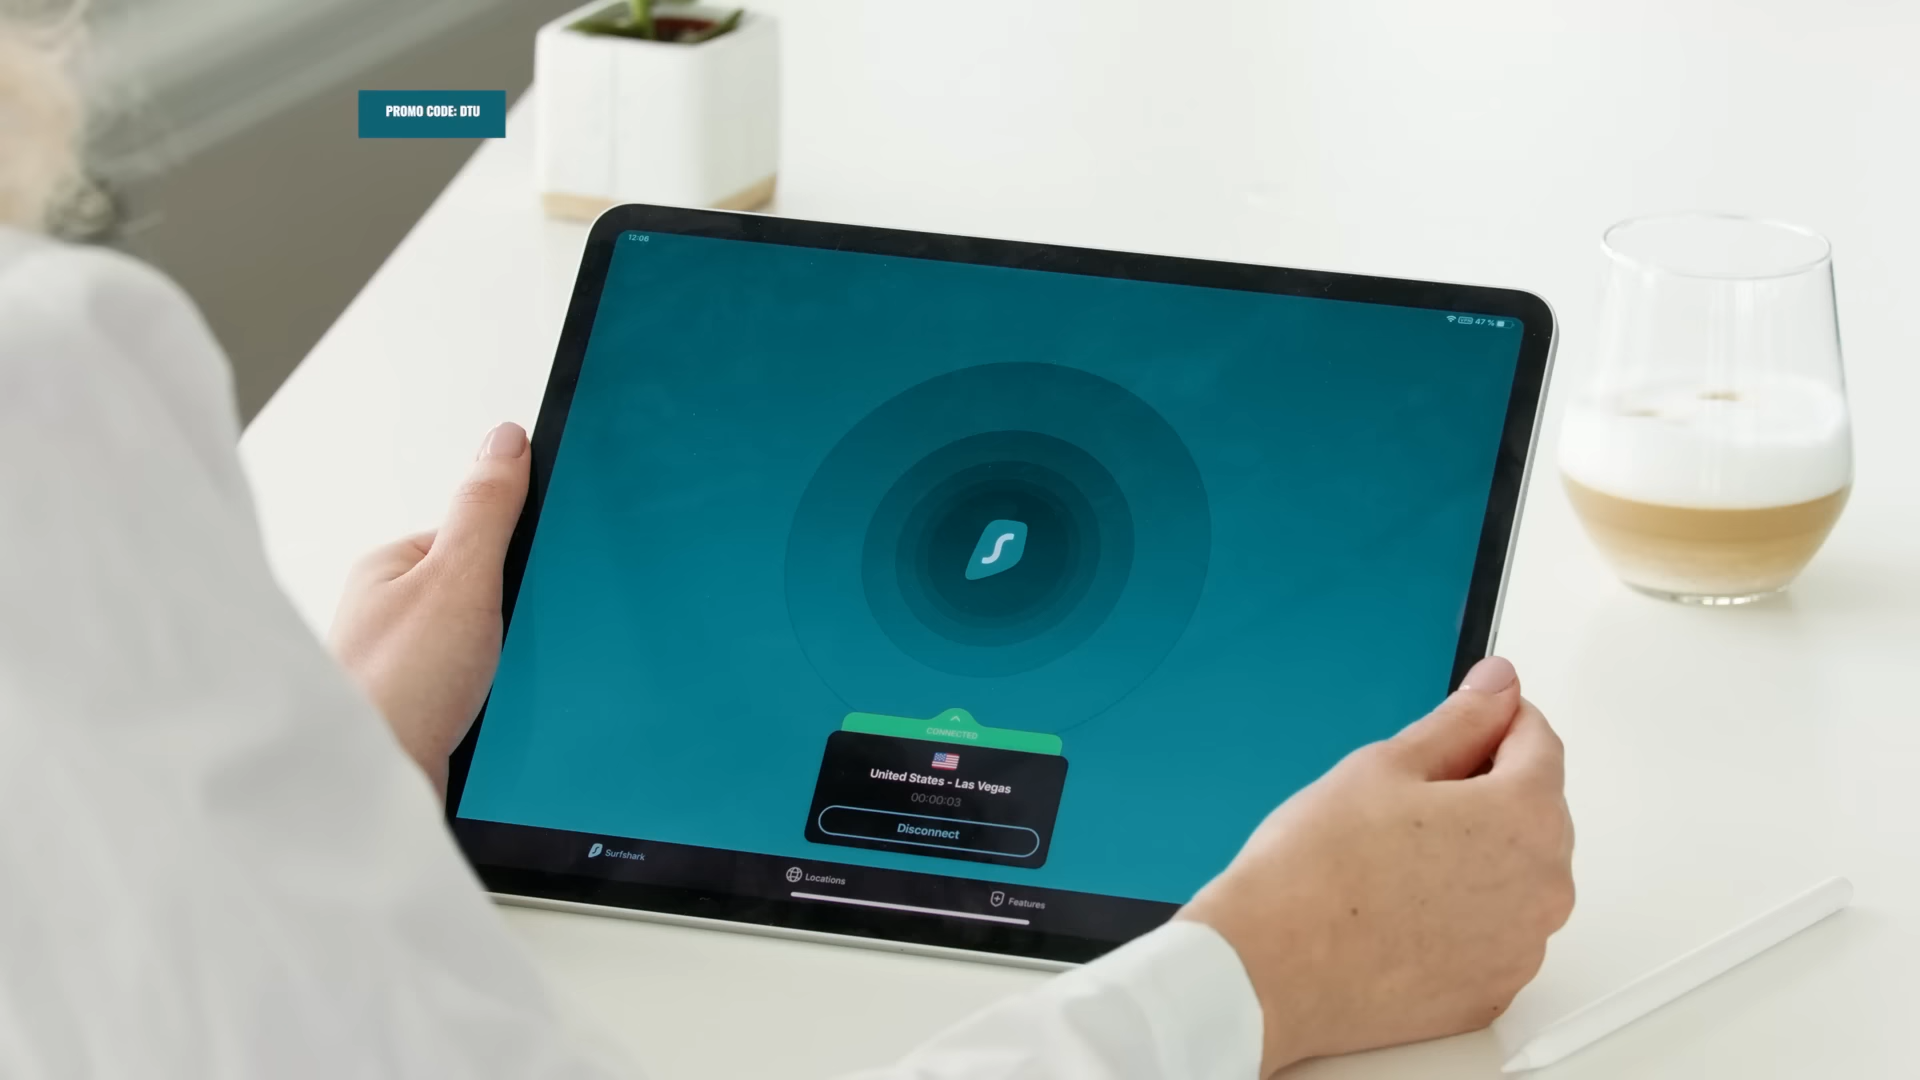 PROMO CODE: DTU
12:06
47 %
CONNECTED
United States - Las Vegas
00:00:03
Disconnect
Surfshark
Locations
Features